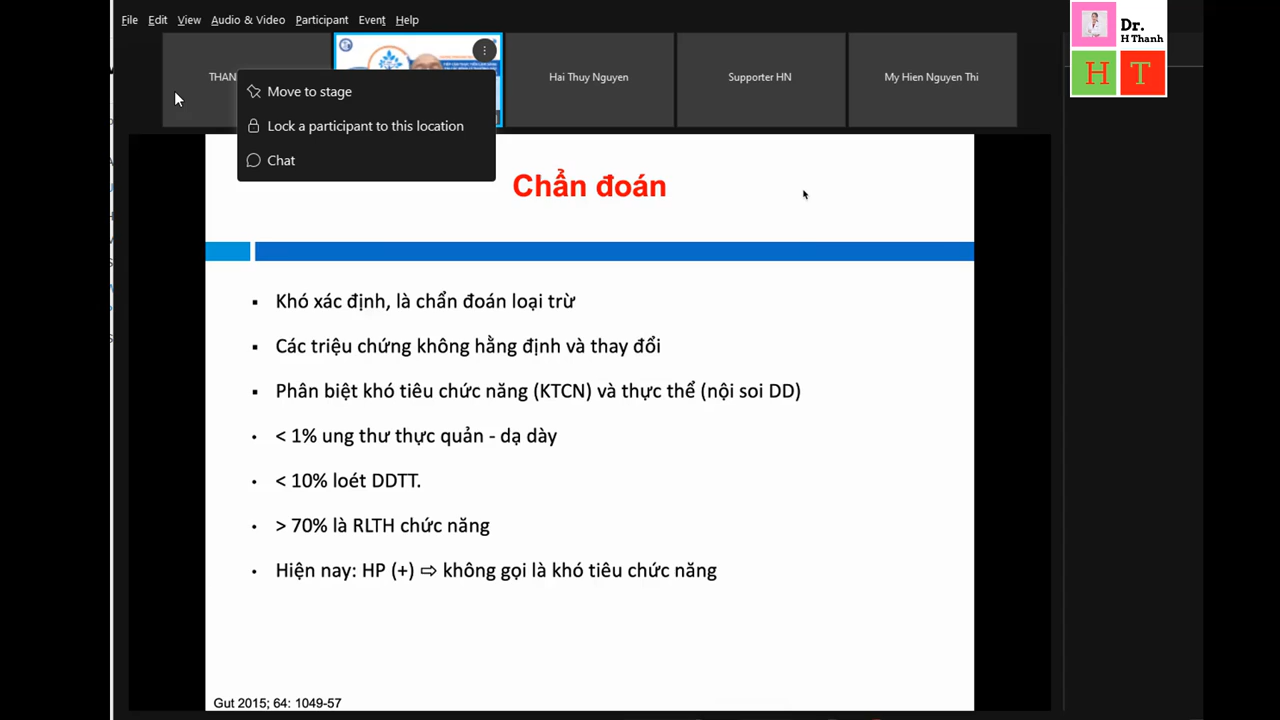 File Edit View Audio & Video Participant Event Help
Dr.
H Thanh
H T
THAN
Hai Thuy Nguyen
Supporter HN
My Hien Nguyen Thi
Move to stage
Lock a participant to this location
Chat
Chẩn đoán
▪ Khó xác định, là chẩn đoán loại trừ
▪ Các triệu chứng không hằng định và thay đổi
▪ Phân biệt khó tiêu chức năng (KTCN) và thực thể (nội soi DD)
• < 1% ung thư thực quản - dạ dày
• < 10% loét DDTT.
• > 70% là RLTH chức năng
• Hiện nay: HP (+) ⇨ không gọi là khó tiêu chức năng
Gut 2015; 64: 1049-57